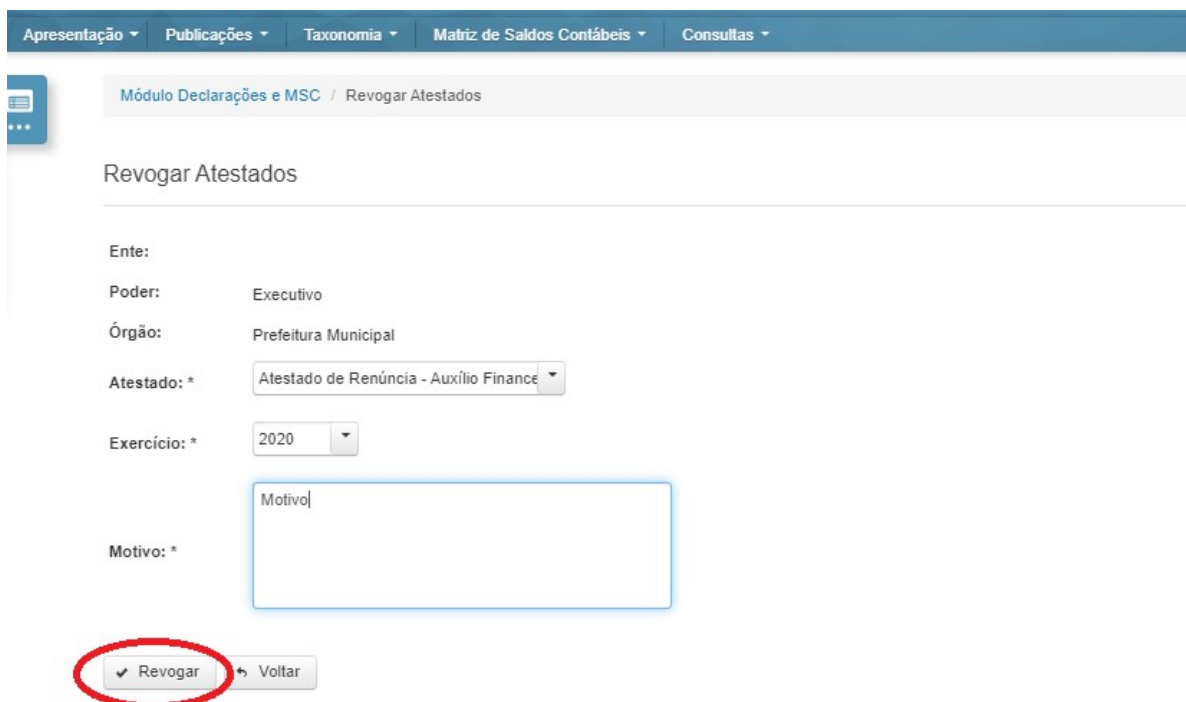 Apresentação Publicações Taxonomia Matriz de Saldos Contábeis Consultas
Módulo Declarações e MSC / Revogar Atestados
Revogar Atestados
Ente:
Poder: Executivo
Órgão: Prefeitura Municipal
Atestado: * Atestado de Renúncia - Auxílio Finance
Exercício: * 2020
Motivo
Motivo: *
Revogar Voltar